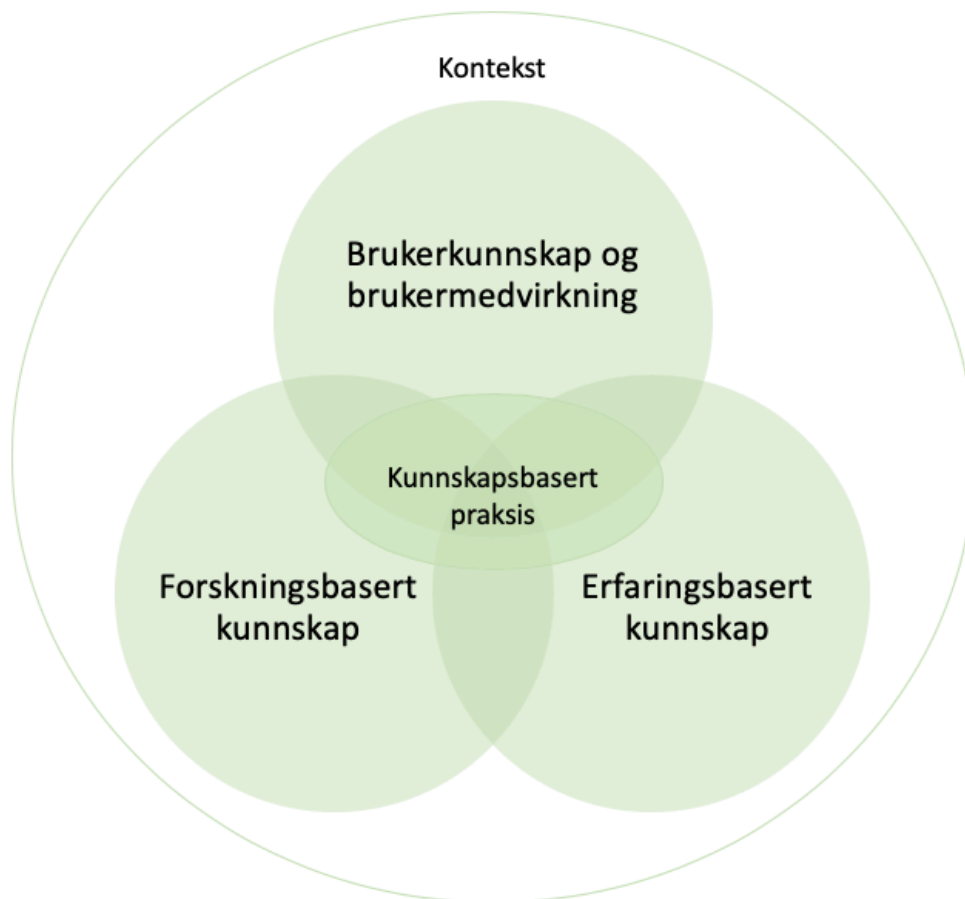 Kontekst
Brukerkunnskap og
brukermedvirkning
Kunnskapsbasert
praksis
Forskningsbasert
kunnskap
Erfaringsbasert
kunnskap